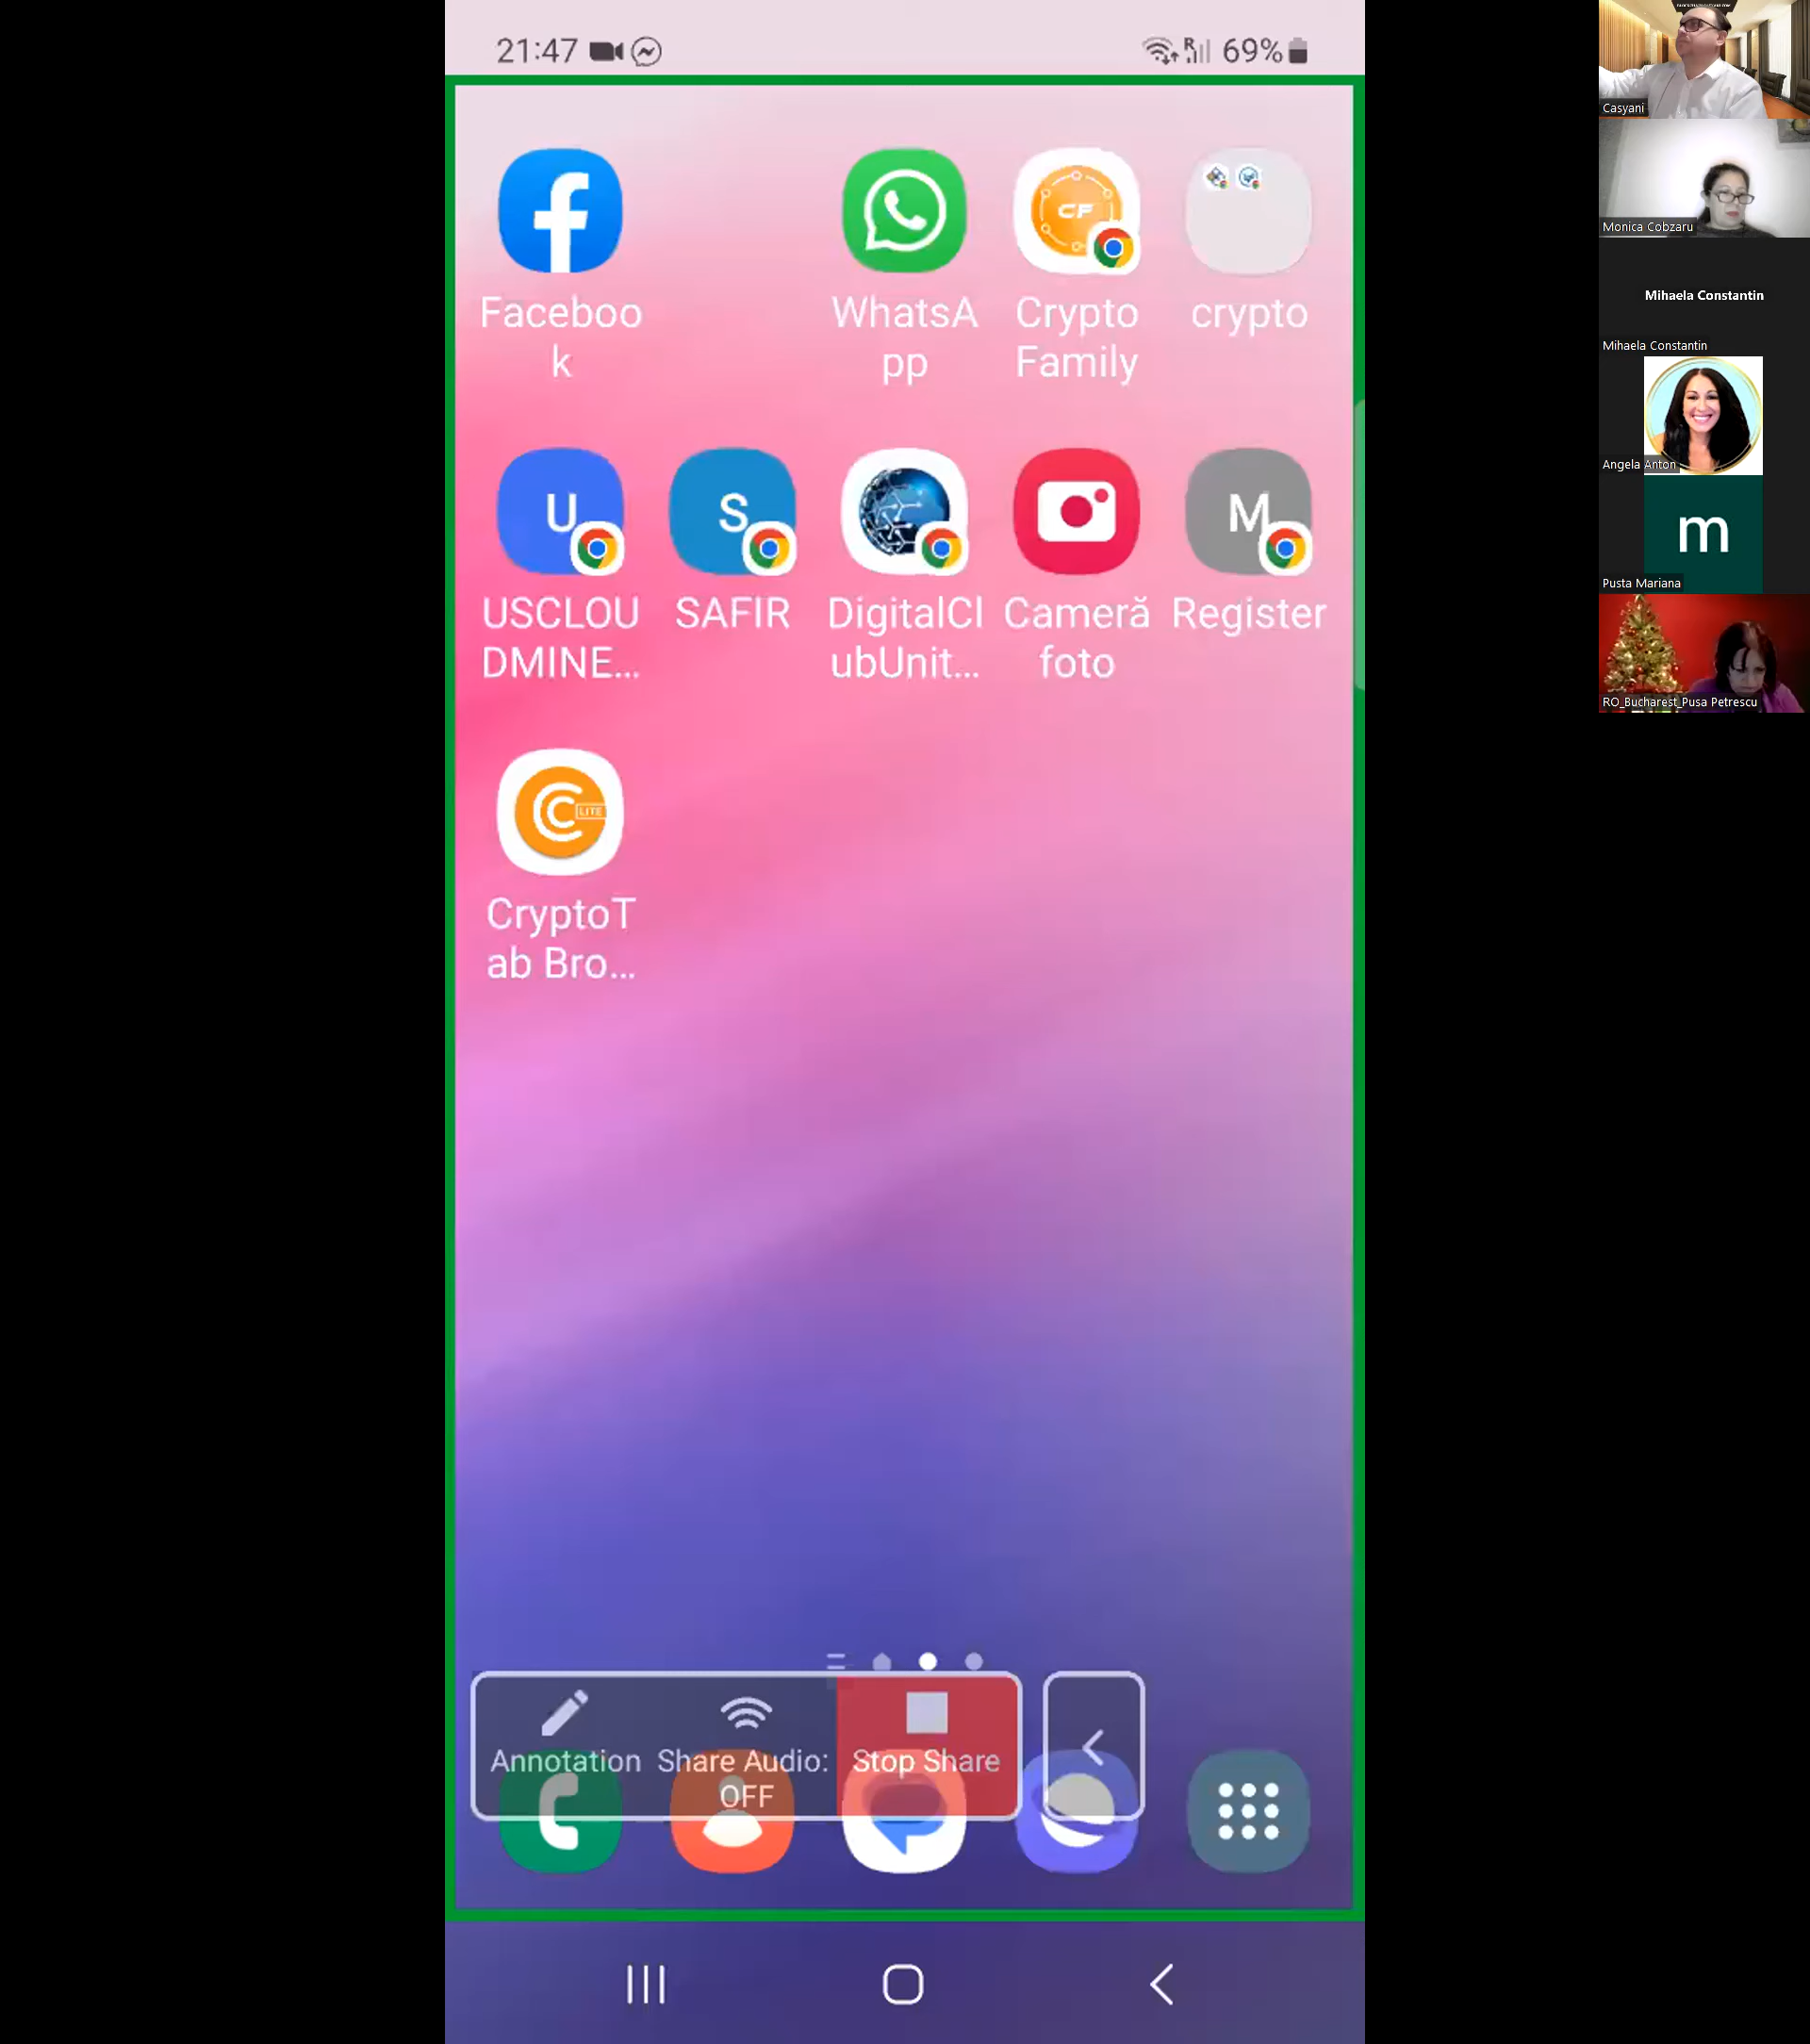 21:47
69%
Faceboo
k
WhatsA
pp
CF
Crypto
Family
crypto
U
USCLOU
DMINE...
S
SAFIR
DigitalCl
ubUnit...
Cameră
foto
M
Register
LITE
CryptoT
ab Bro...
Annotation
Share Audio:
OFF
Stop Share
Casyani
Monica Cobzaru
Mihaela Constantin
Mihaela Constantin
Angela Anton
m
Pusta Mariana
RO_Bucharest_Pusa Petrescu